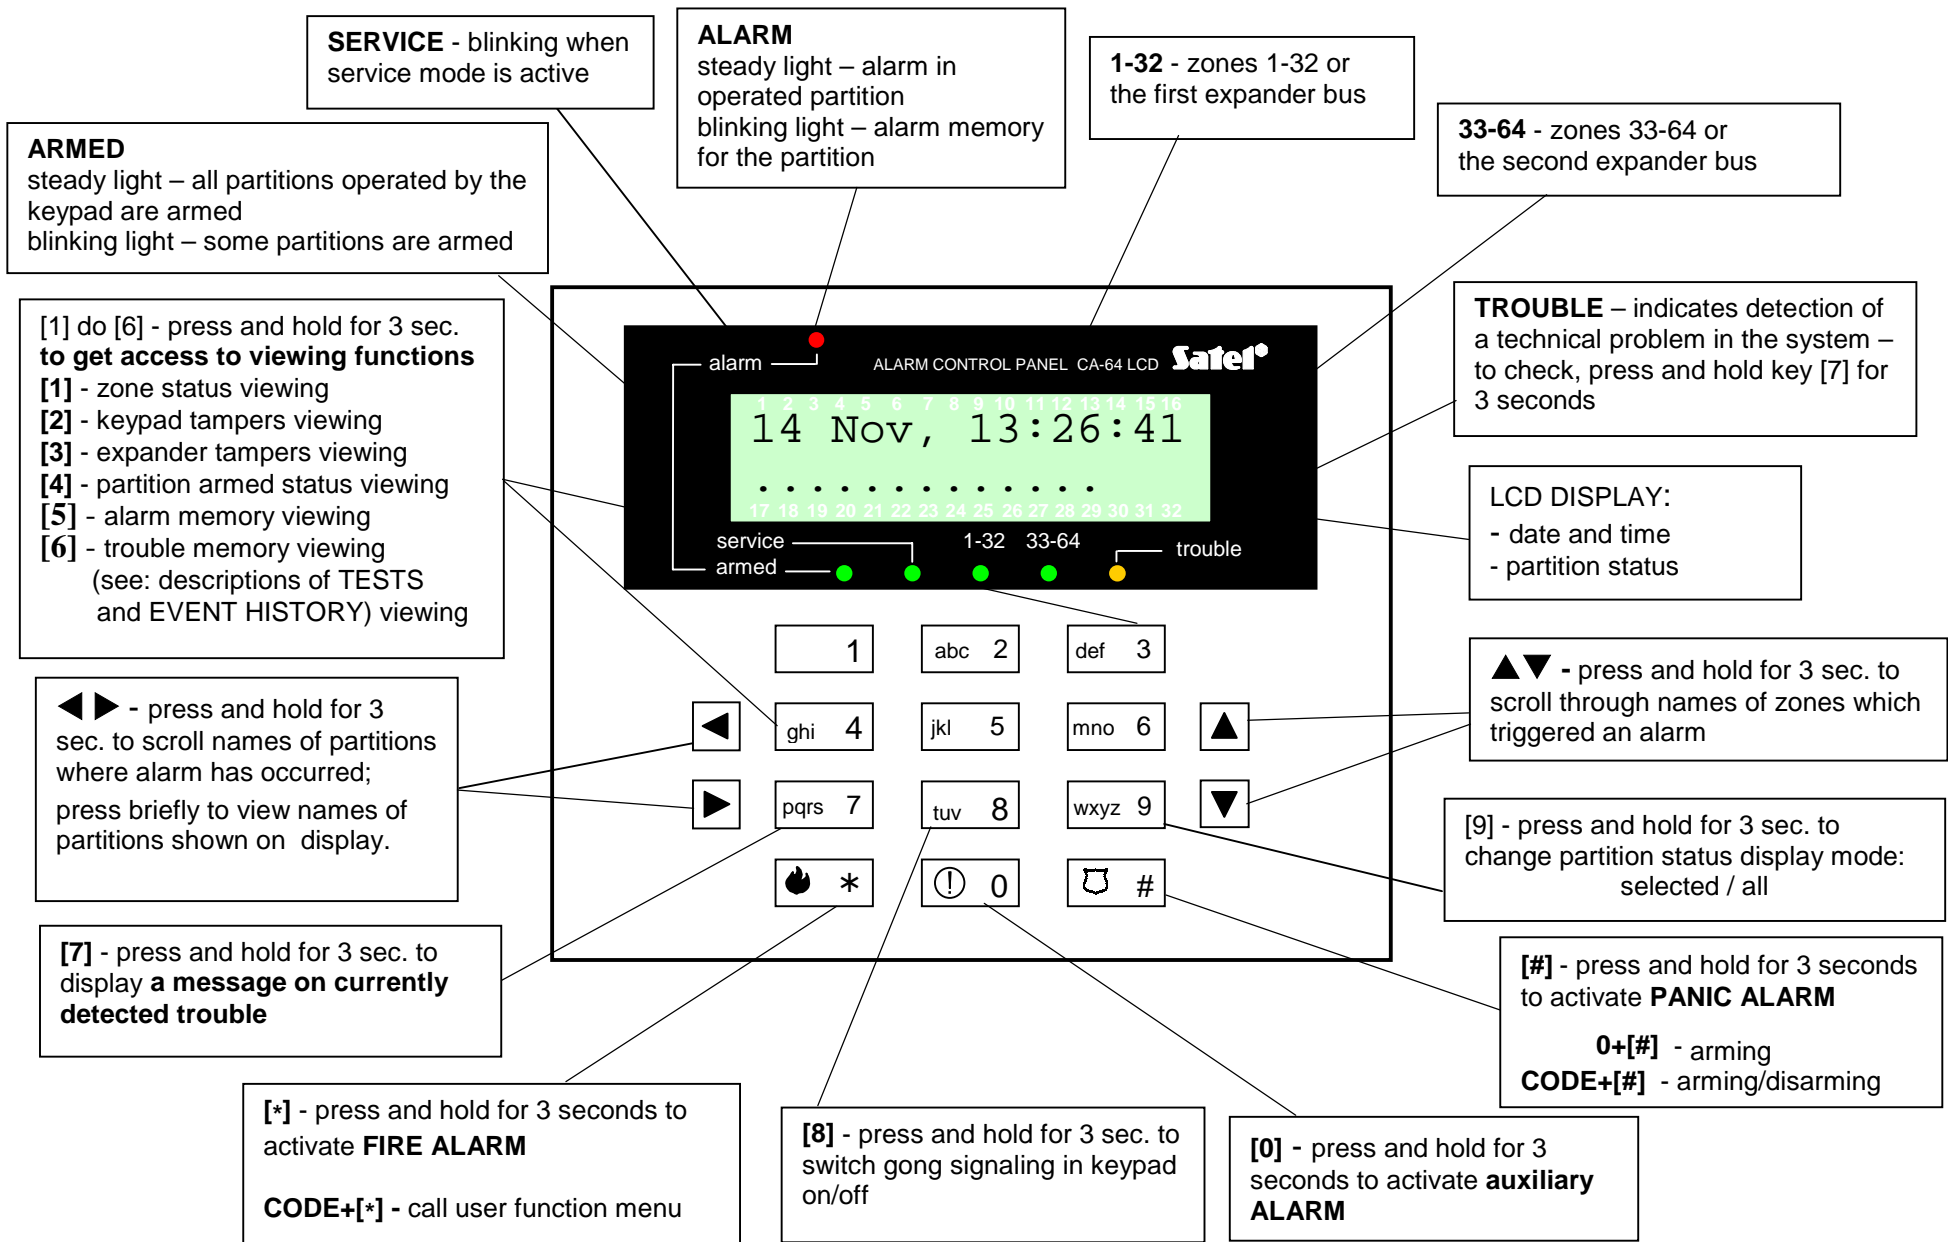 SERVICE - blinking when
service mode is active
ALARM
steady light – alarm in
operated partition
blinking light – alarm memory
for the partition
1-32 - zones 1-32 or
the first expander bus
33-64 - zones 33-64 or
the second expander bus
ARMED
steady light – all partitions operated by the
keypad are armed
blinking light – some partitions are armed
[1] do [6] - press and hold for 3 sec.
to get access to viewing functions
[1] - zone status viewing
[2] - keypad tampers viewing
[3] - expander tampers viewing
[4] - partition armed status viewing
[5] - alarm memory viewing
[6] - trouble memory viewing
(see: descriptions of TESTS
and EVENT HISTORY) viewing
◀ ▶ - press and hold for 3
sec. to scroll names of partitions
where alarm has occurred;
press briefly to view names of
partitions shown on display.
[7] - press and hold for 3 sec. to
display a message on currently
detected trouble
alarm
ALARM CONTROL PANEL CA-64 LCD Satel
1 2 3 4 5 6 7 8 9 10 11 12 13 14 15 16
14 Nov, 13:26:41
. . . . . . . . . . . . .
17 18 19 20 21 22 23 24 25 26 27 28 29 30 31 32
service 1-32 33-64 trouble
armed
1 abc 2 def 3
◀ ghi 4 jkl 5 mno 6 ▲
▶ pqrs 7 tuv 8 wxyz 9 ▼
* 0 #
TROUBLE – indicates detection of
a technical problem in the system –
to check, press and hold key [7] for
3 seconds
LCD DISPLAY:
- date and time
- partition status
▲▼ - press and hold for 3 sec. to
scroll through names of zones which
triggered an alarm
[9] - press and hold for 3 sec. to
change partition status display mode:
selected / all
[#] - press and hold for 3 seconds
to activate PANIC ALARM
0+[#] - arming
CODE+[#] - arming/disarming
[*] - press and hold for 3 seconds to
activate FIRE ALARM
CODE+[*] - call user function menu
[8] - press and hold for 3 sec. to
switch gong signaling in keypad
on/off
[0] - press and hold for 3
seconds to activate auxiliary
ALARM